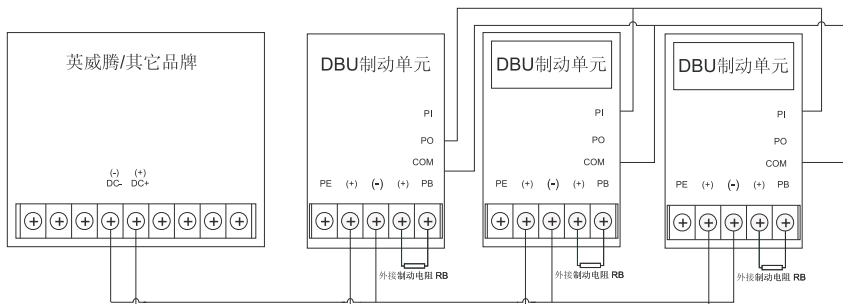 英威腾/其它品牌
(-) (+)
DC- DC+
DBU制动单元
PI
PO
COM
PE (+) (-) (+) PB
外接制动电阻 RB
DBU制动单元
PI
PO
COM
PE (+) (-) (+) PB
外接制动电阻 RB
DBU制动单元
PI
PO
COM
PE (+) (-) (+) PB
外接制动电阻 RB